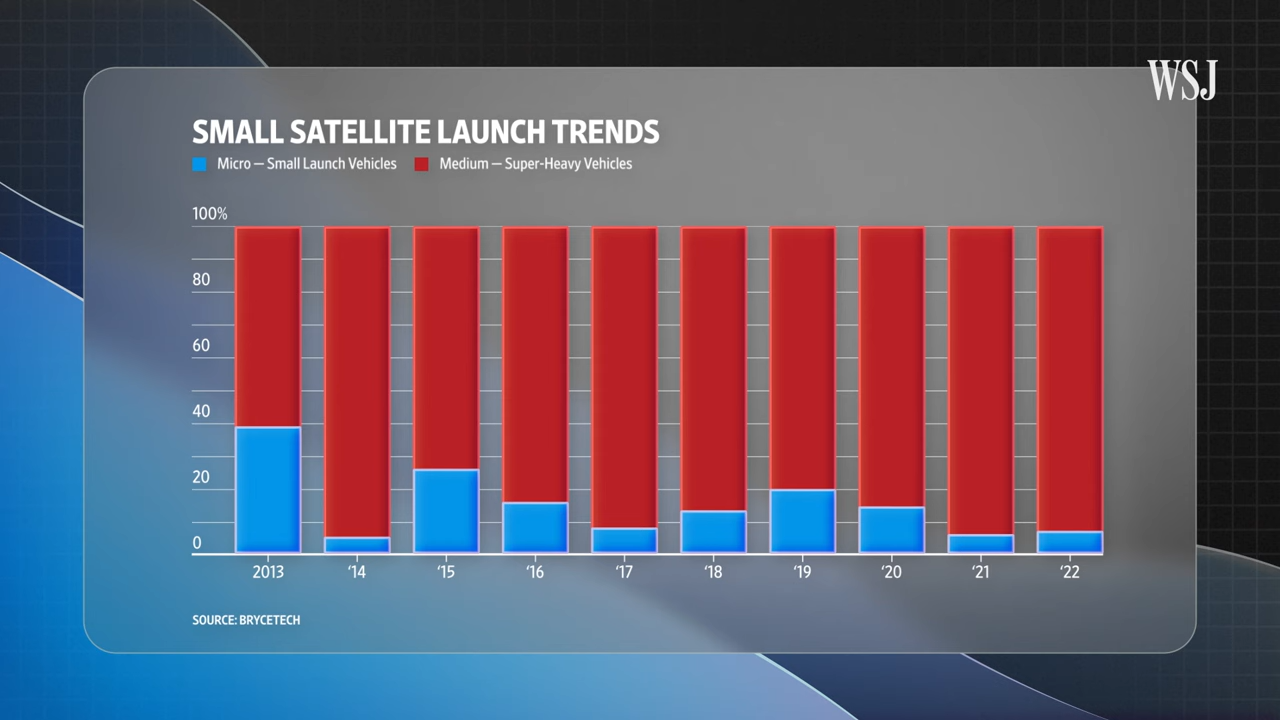 WSJ
SMALL SATELLITE LAUNCH TRENDS
Micro — Small Launch Vehicles Medium — Super-Heavy Vehicles
100%
80
60
40
20
0
2013 ‘14 ‘15 ‘16 ‘17 ‘18 ‘19 ‘20 ‘21 ‘22
SOURCE: BRYCETECH